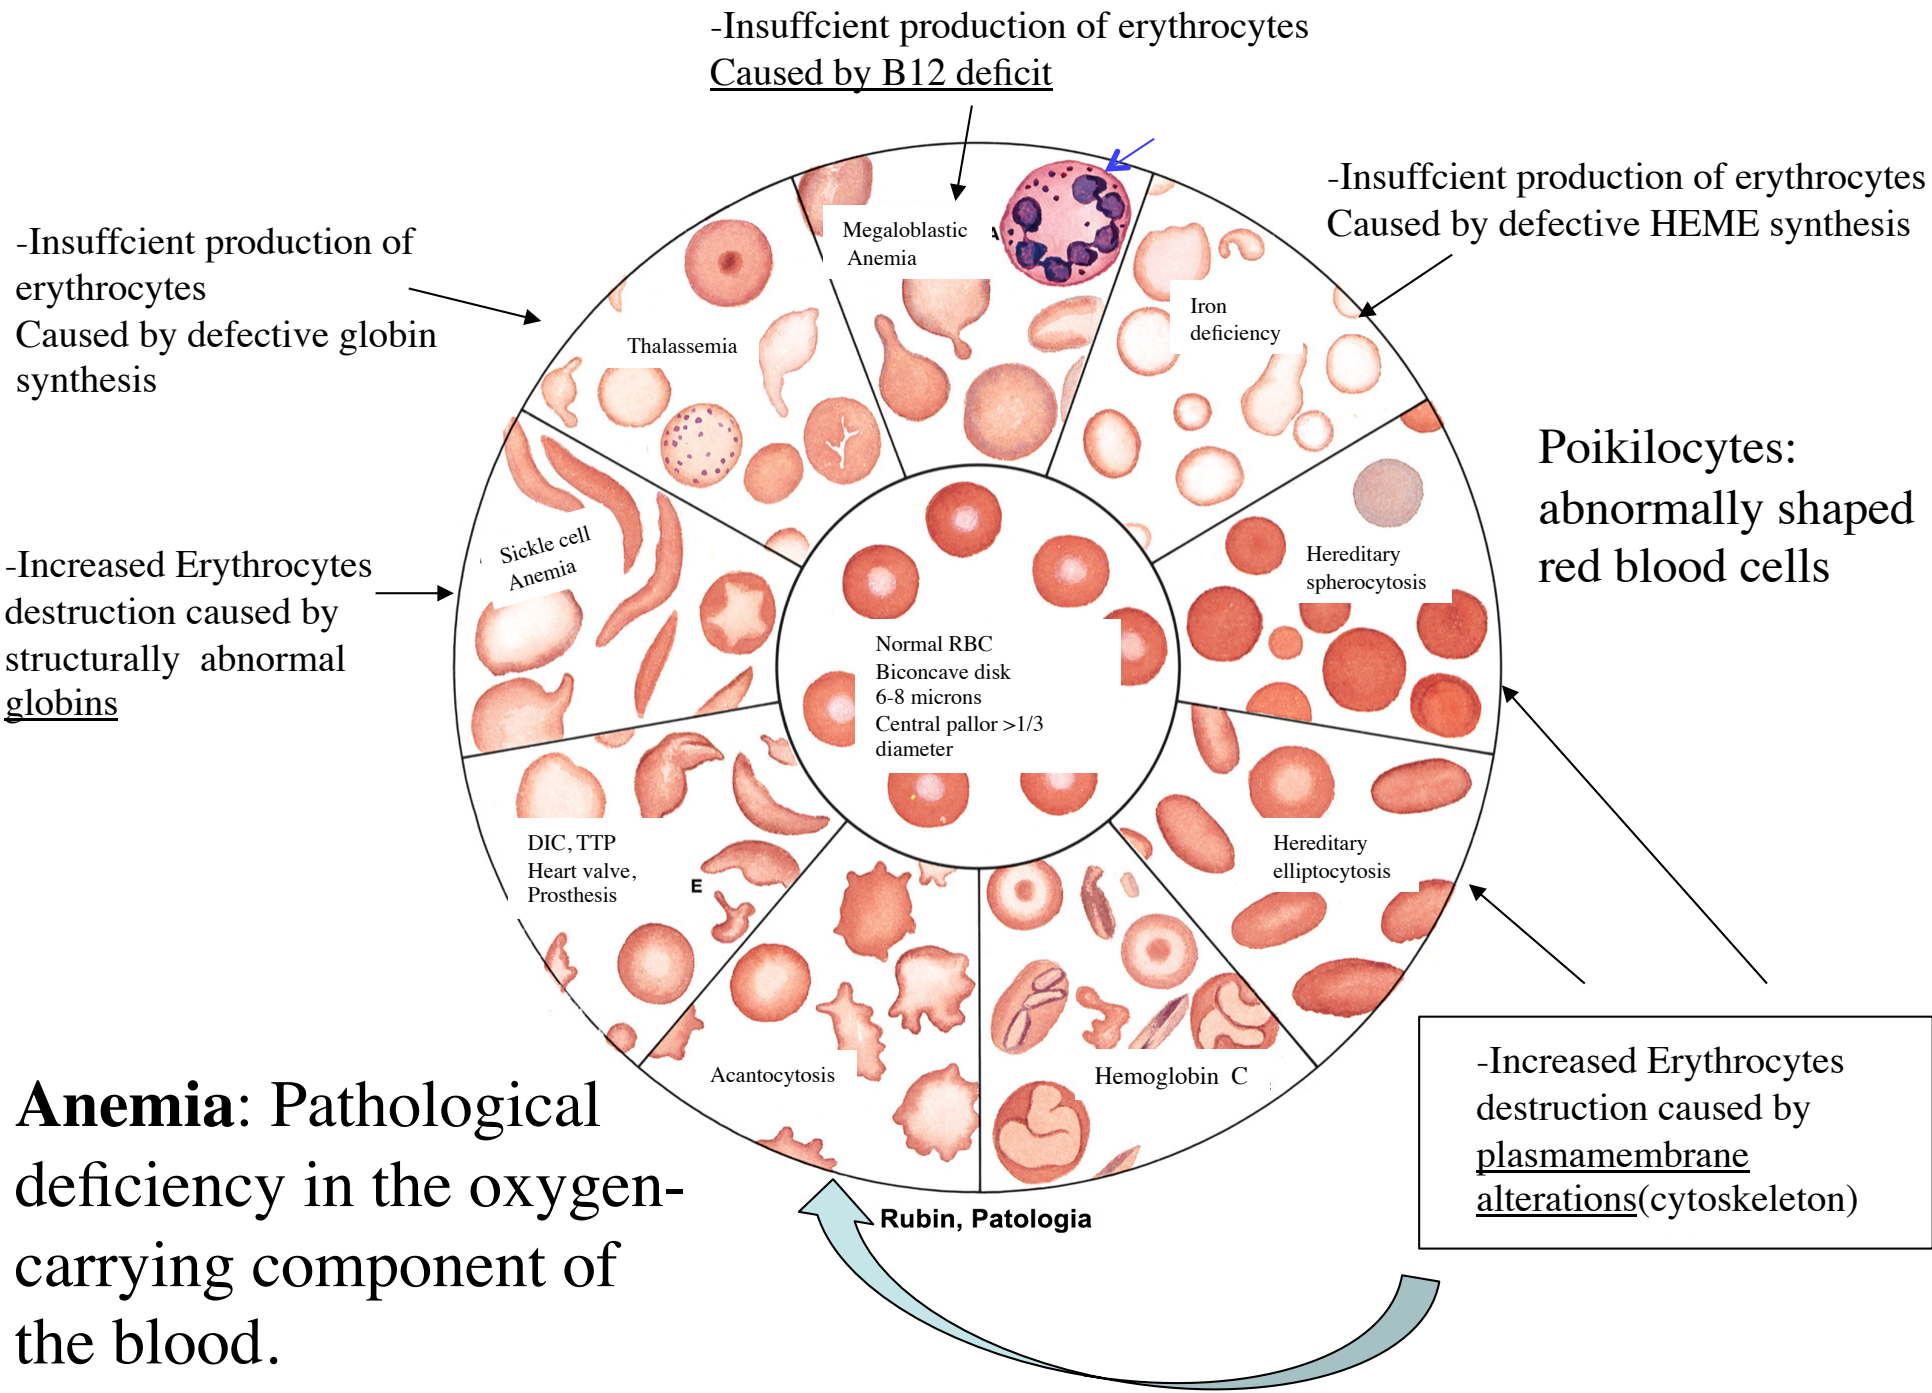 -Insuffcient production of erythrocytes
Caused by B12 deficit
-Insuffcient production of erythrocytes
Caused by defective HEME synthesis
-Insuffcient production of
erythrocytes
Caused by defective globin
synthesis
Megaloblastic
Anemia
A
Iron
deficiency
Thalassemia
Poikilocytes:
abnormally shaped
red blood cells
Sickle cell
Anemia
Hereditary
spherocytosis
-Increased Erythrocytes
destruction caused by
structurally abnormal
globins
Normal RBC
Biconcave disk
6-8 microns
Central pallor >1/3
diameter
DIC, TTP
Heart valve,
Prosthesis
E
Hereditary
elliptocytosis
Acantocytosis
Hemoglobin C
-Increased Erythrocytes
destruction caused by
plasmamembrane
alterations(cytoskeleton)
Anemia: Pathological
deficiency in the oxygen-
carrying component of
the blood.
Rubin, Patologia